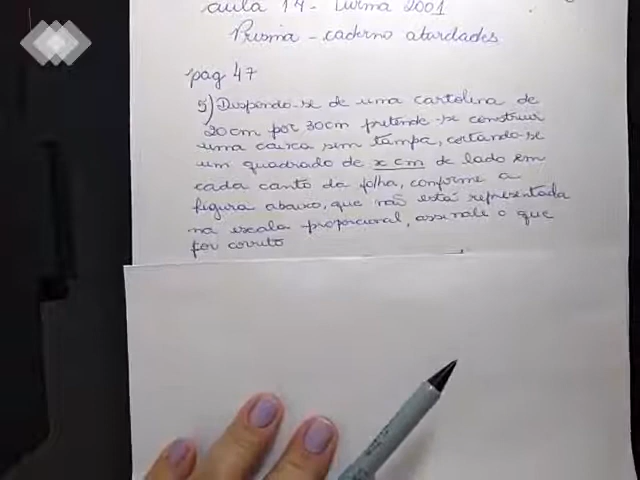 aula 14 - Turma 2001
Prisma - caderno atividades
pag 47
5) Dispondo-se de uma cartolina de
20cm por 30cm pretende-se construir
uma caixa sem tampa, cortando-se
um quadrado de x cm de lado em
cada canto da folha, conforme a
figura abaixo, que não está representada
na escala proporcional, assinale o que
for correto